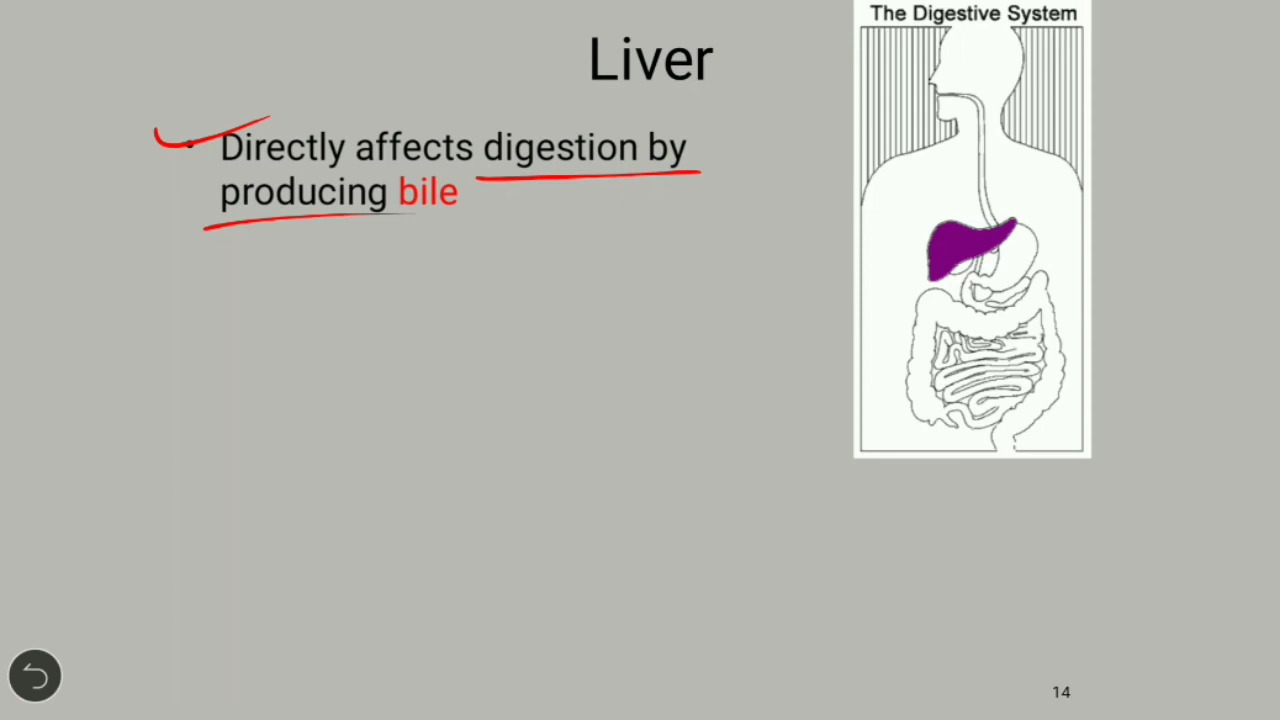 The Digestive System
Liver
• Directly affects digestion by
producing bile
14